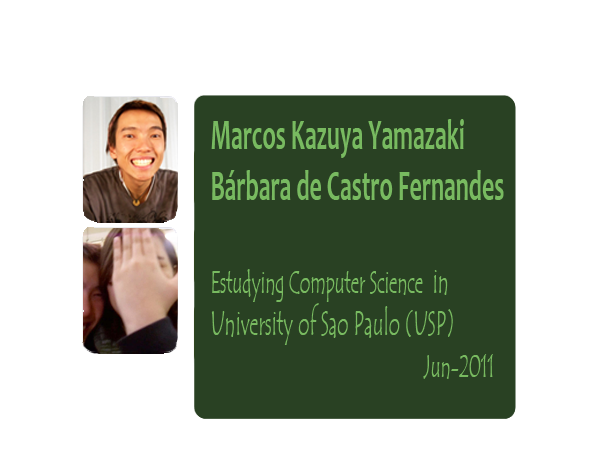 Marcos Kazuya Yamazaki
Bárbara de Castro Fernandes
Estudying Computer Science in
University of Sao Paulo (USP)
Jun-2011